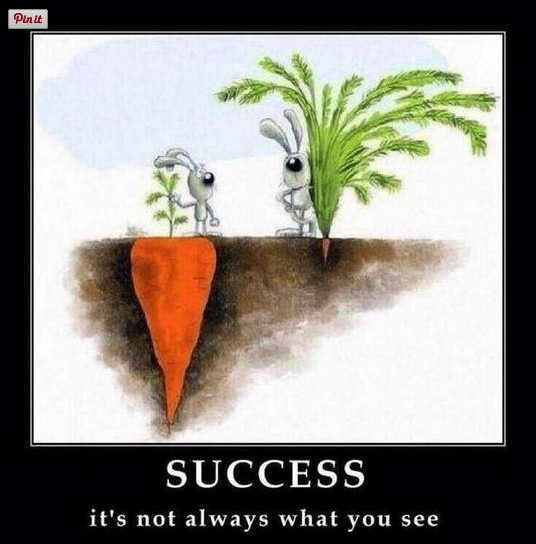 Pin it
SUCCESS
it's not always what you see